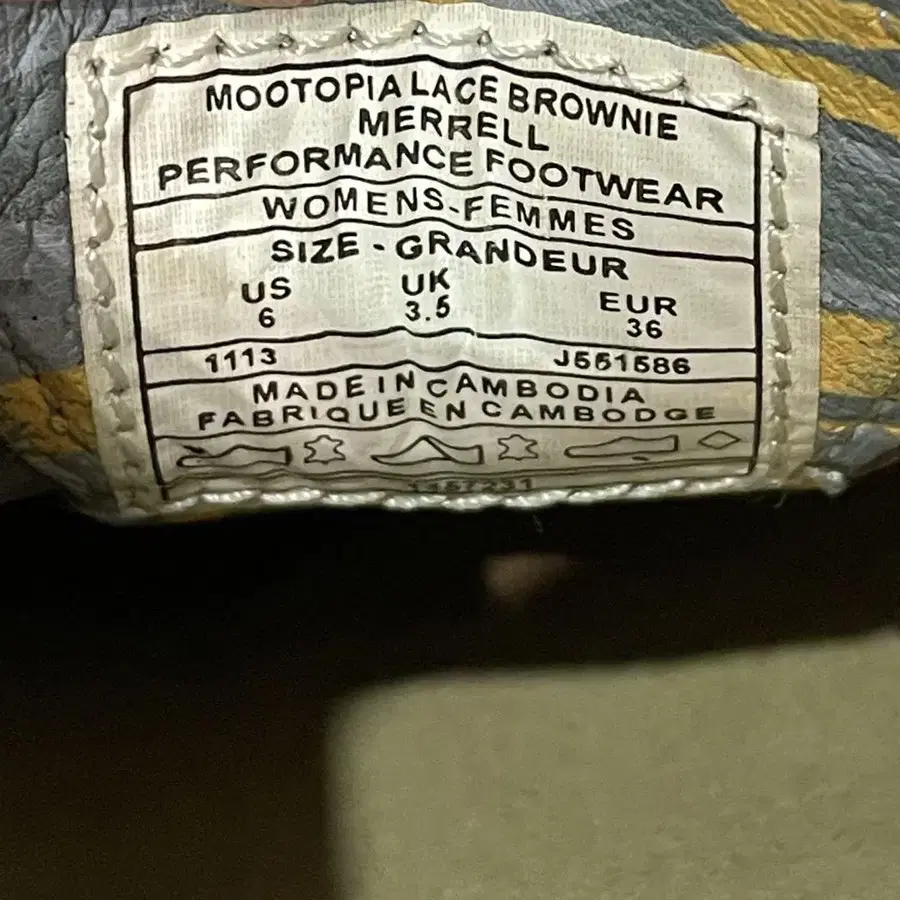 MOOTOPIA LACE BROWNIE
MERRELL
PERFORMANCE FOOTWEAR
WOMENS-FEMMES
SIZE - GRANDEUR
US UK EUR
6 3.5 36
1113 J551586
MADE IN CAMBODIA
FABRIQUE EN CAMBODGE